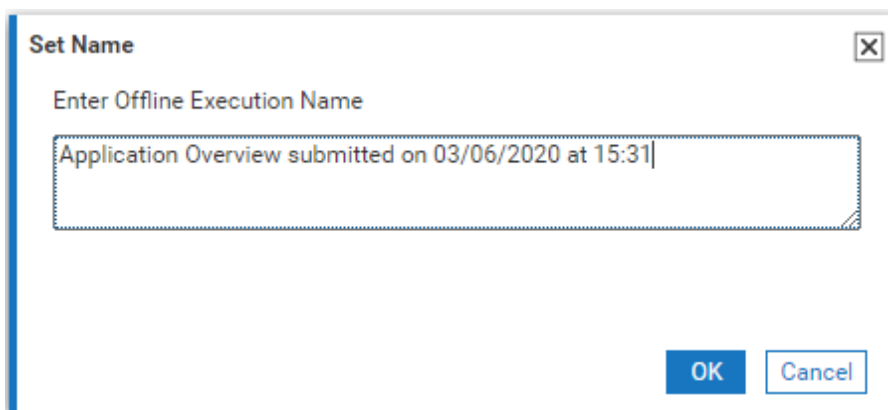 Set Name
Enter Offline Execution Name
Application Overview submitted on 03/06/2020 at 15:31
OK
Cancel